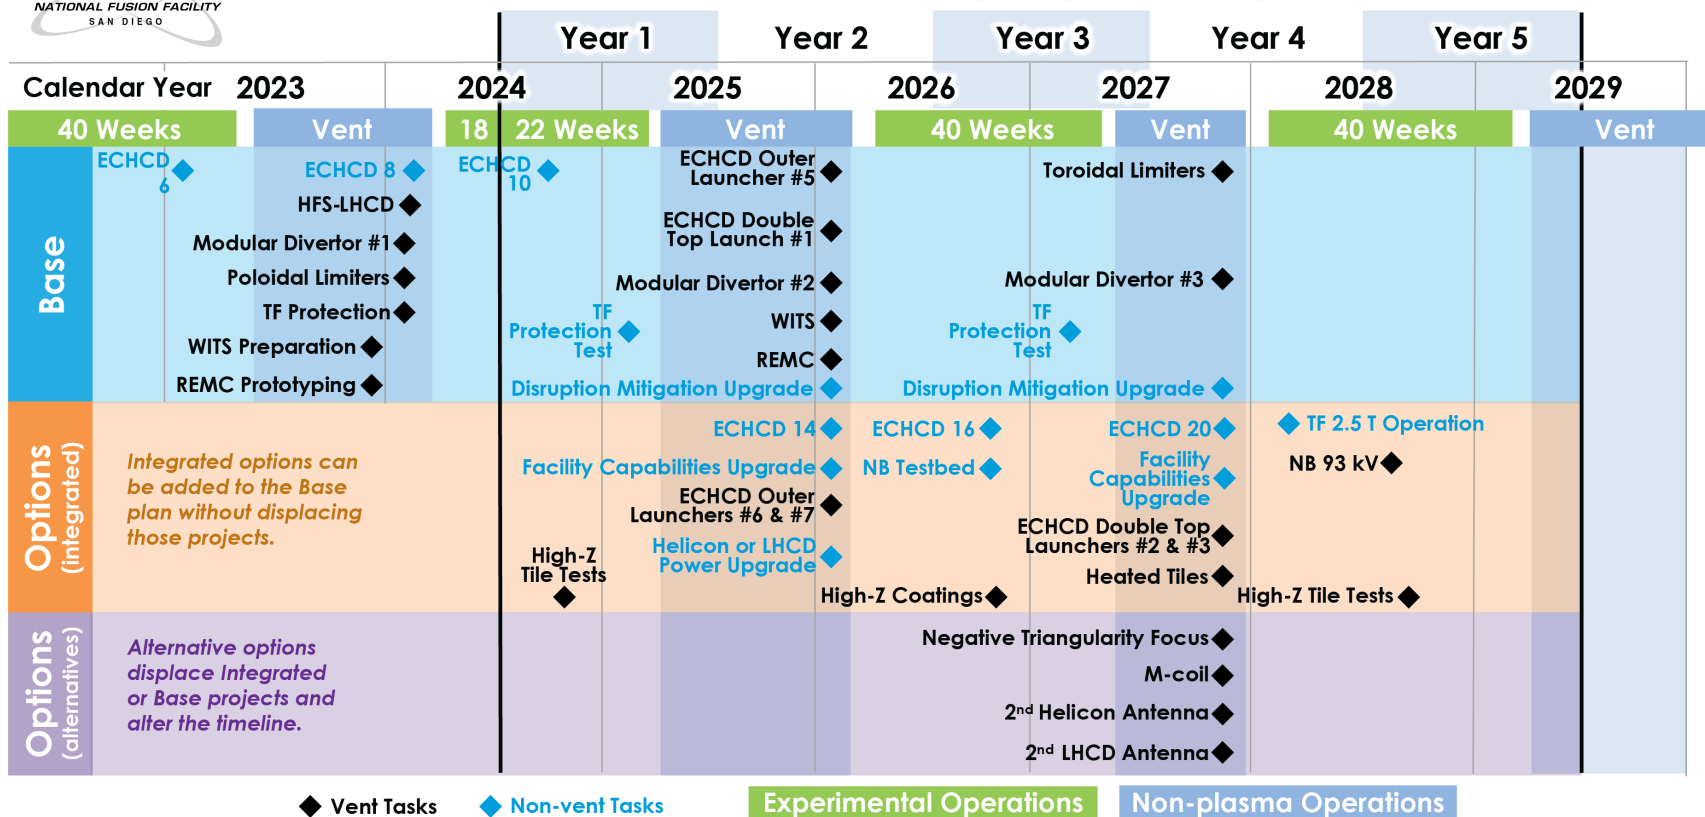 NATIONAL FUSION FACILITY
SAN DIEGO
Year 1 Year 2 Year 3 Year 4 Year 5
Calendar Year 2023 2024 2025 2026 2027 2028 2029
40 Weeks Vent 18 22 Weeks Vent 40 Weeks Vent 40 Weeks Vent
Base
ECHCD
6
ECHCD 8
HFS-LHCD
Modular Divertor #1
Poloidal Limiters
TF Protection
WITS Preparation
REMC Prototyping
ECHCD
10
TF
Protection
Test
ECHCD Outer
Launcher #5
ECHCD Double
Top Launch #1
Modular Divertor #2
WITS
REMC
Disruption Mitigation Upgrade
Toroidal Limiters
Modular Divertor #3
TF
Protection
Test
Disruption Mitigation Upgrade
Options
(integrated)
Integrated options can
be added to the Base
plan without displacing
those projects.
High-Z
Tile Tests
ECHCD 14
Facility Capabilities Upgrade
ECHCD Outer
Launchers #6 & #7
Helicon or LHCD
Power Upgrade
ECHCD 16
NB Testbed
High-Z Coatings
ECHCD 20
Facility
Capabilities
Upgrade
ECHCD Double Top
Launchers #2 & #3
Heated Tiles
TF 2.5 T Operation
NB 93 kV
High-Z Tile Tests
Options
(alternatives)
Alternative options
displace Integrated
or Base projects and
alter the timeline.
Negative Triangularity Focus
M-coil
2nd Helicon Antenna
2nd LHCD Antenna
Vent Tasks Non-vent Tasks Experimental Operations Non-plasma Operations